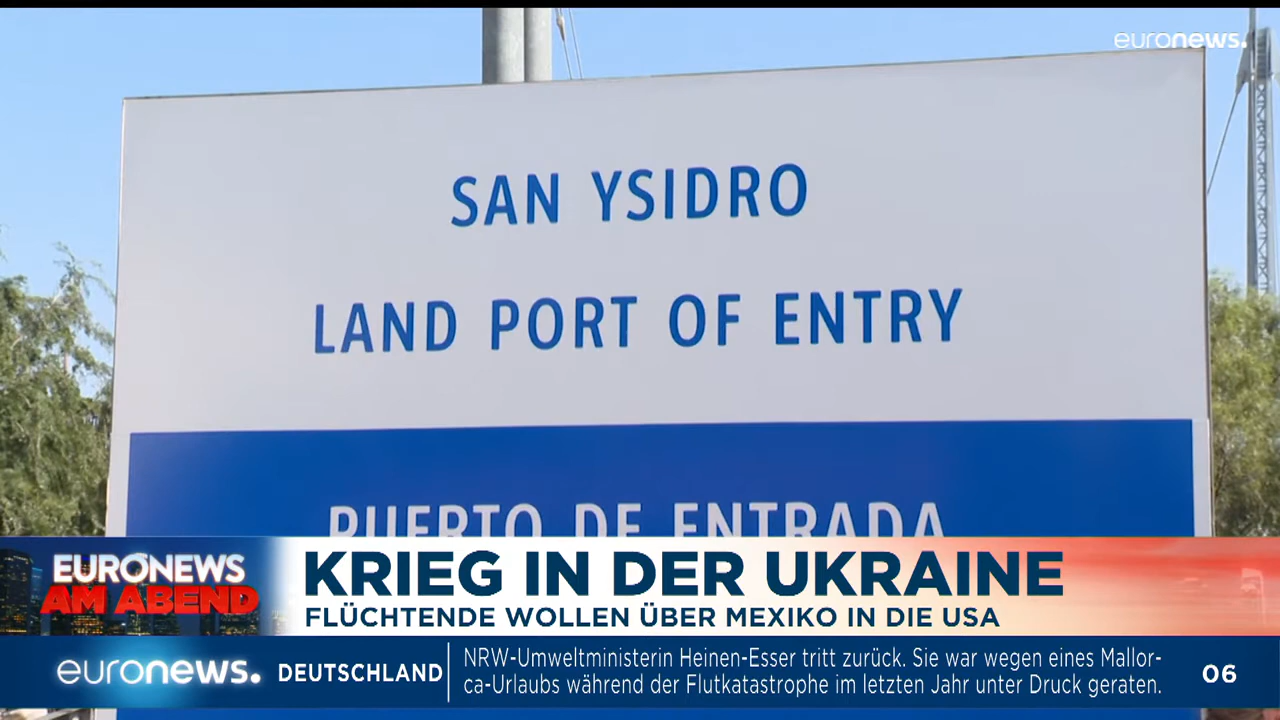 euronews.
SAN YSIDRO
LAND PORT OF ENTRY
PUERTO DE ENTRADA
EURONEWS
AM ABEND
KRIEG IN DER UKRAINE
FLÜCHTENDE WOLLEN ÜBER MEXIKO IN DIE USA
euronews.
DEUTSCHLAND
NRW-Umweltministerin Heinen-Esser tritt zurück. Sie war wegen eines Mallor-
ca-Urlaubs während der Flutkatastrophe im letzten Jahr unter Druck geraten.
06